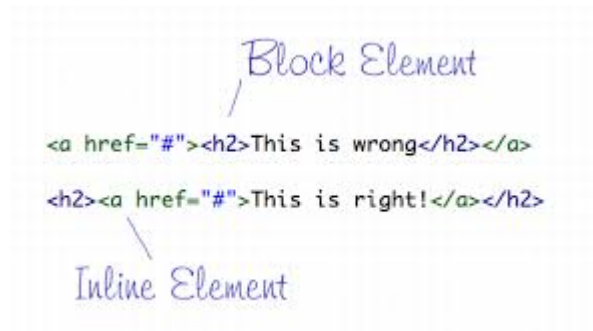 Block Element
<a href="#"><h2>This is wrong</h2></a>
<h2><a href="#">This is right!</a></h2>
Inline Element